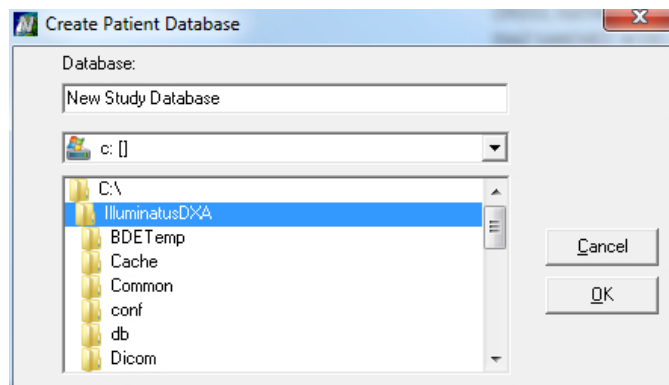 Create Patient Database
Database:
New Study Database
c: []
C:\
IlluminatusDXA
BDETemp
Cache
Common
conf
db
Dicom
Cancel
OK